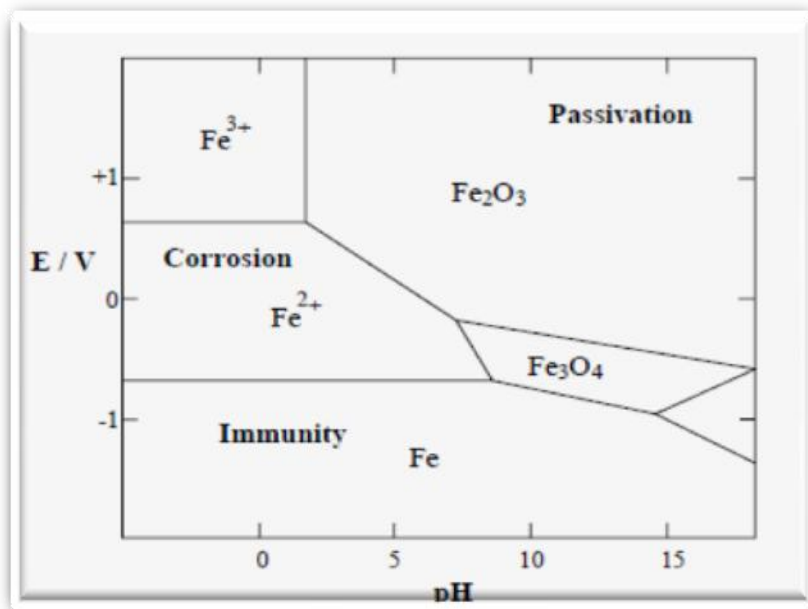 Passivation
Fe³⁺
+1
Fe₂O₃
E / V
Corrosion
0
Fe²⁺
Fe₃O₄
-1
Immunity
Fe
0 5 10 15
pH